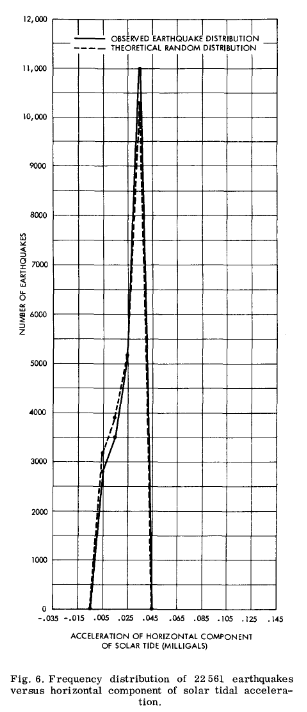 12,000
OBSERVED EARTHQUAKE DISTRIBUTION
THEORETICAL RANDOM DISTRIBUTION
11,000
10,000
9000
8000
7000
6000
5000
4000
3000
2000
1000
0
NUMBER OF EARTHQUAKES
-.035 -.015 .005 .025 .045 .065 .085 .105 .125 .145
ACCELERATION OF HORIZONTAL COMPONENT
OF SOLAR TIDE (MILLIGALS)
Fig. 6. Frequency distribution of 22 561 earthquakes
versus horizontal component of solar tidal accelera-
tion.